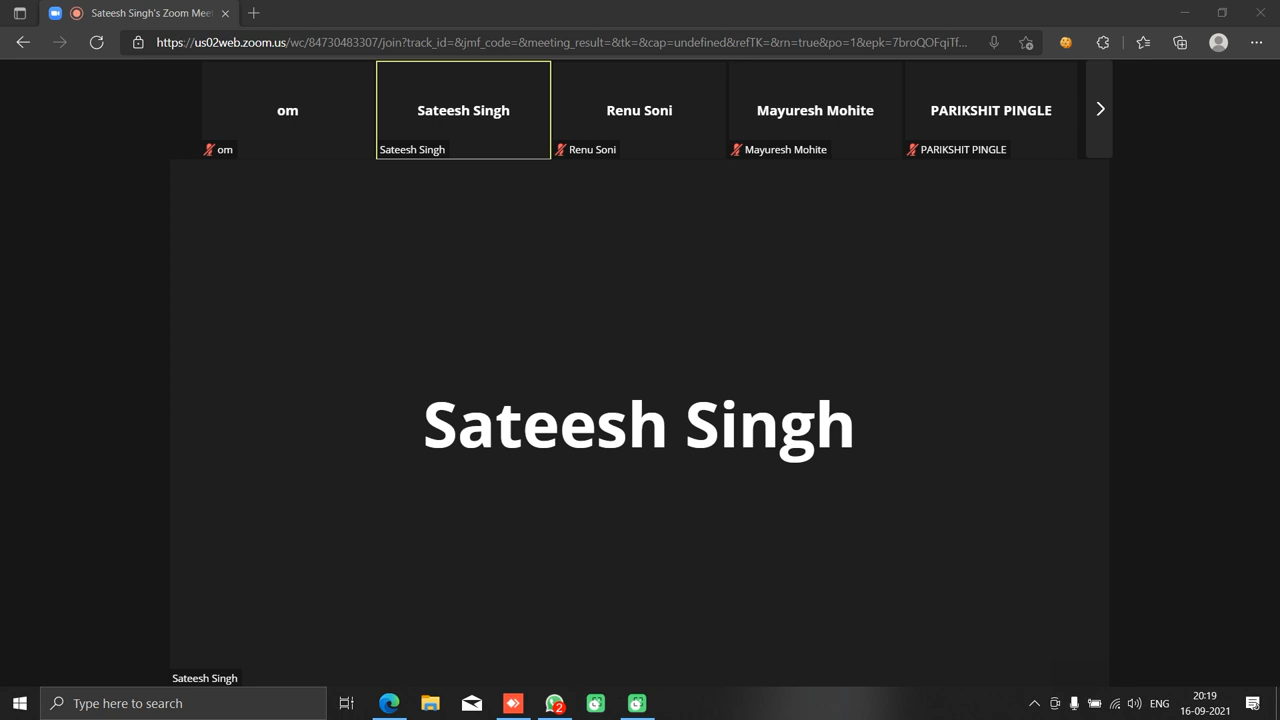 Sateesh Singh's Zoom Mee
https://us02web.zoom.us/wc/84730483307/join?track_id=&jmf_code=&meeting_result=&tk=&cap=undefined&refTK=&rn=true&po=1&epk=7broQOFqiTf...
om
Sateesh Singh
Renu Soni
Mayuresh Mohite
PARIKSHIT PINGLE
om
Sateesh Singh
Renu Soni
Mayuresh Mohite
PARIKSHIT PINGLE
Sateesh Singh
Sateesh Singh
Type here to search
2
ENG
20:19
16-09-2021